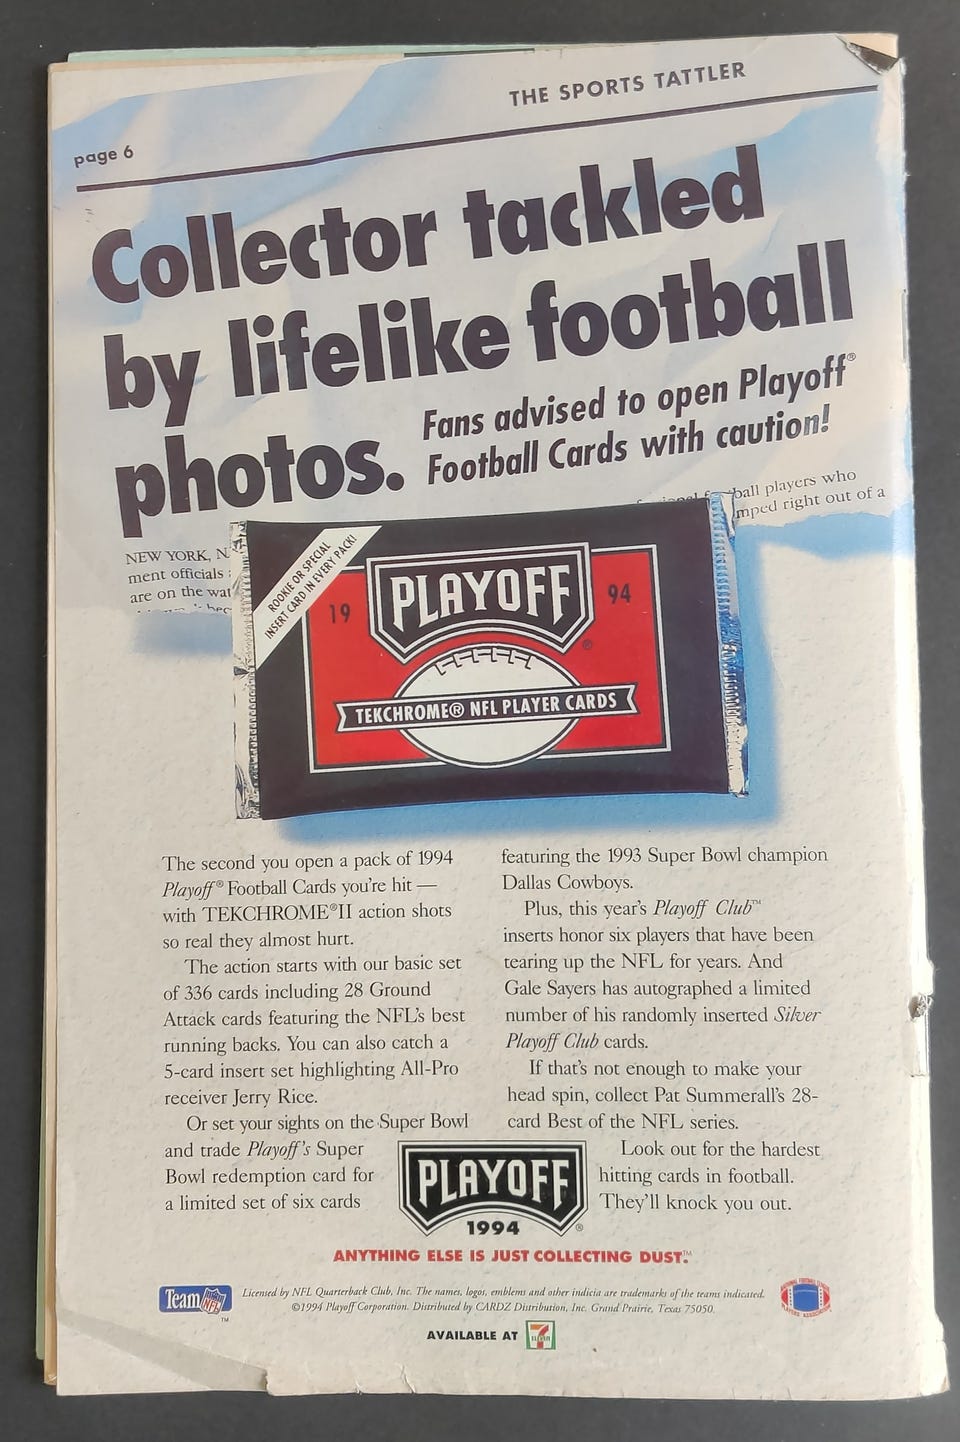 THE SPORTS TATTLER
page 6
Collector tackled
by lifelike football
photos.
Fans advised to open Playoff®
Football Cards with caution!
ball players who
mped right out of a
NEW YORK, N
ment officials
are on the wat
ROOKIE OR SPECIAL
INSERT CARD IN EVERY PACK!
19 PLAYOFF 94
®
TEKCHROME® NFL PLAYER CARDS
The second you open a pack of 1994
Playoff® Football Cards you're hit —
with TEKCHROME®II action shots
so real they almost hurt.
The action starts with our basic set
of 336 cards including 28 Ground
Attack cards featuring the NFL's best
running backs. You can also catch a
5-card insert set highlighting All-Pro
receiver Jerry Rice.
Or set your sights on the Super Bowl
and trade Playoff's Super
Bowl redemption card for
a limited set of six cards
featuring the 1993 Super Bowl champion
Dallas Cowboys.
Plus, this year's Playoff Club™
inserts honor six players that have been
tearing up the NFL for years. And
Gale Sayers has autographed a limited
number of his randomly inserted Silver
Playoff Club cards.
If that's not enough to make your
head spin, collect Pat Summerall's 28-
card Best of the NFL series.
Look out for the hardest
hitting cards in football.
They'll knock you out.
PLAYOFF
1994 ®
ANYTHING ELSE IS JUST COLLECTING DUST.™
Team NFL ™
Licensed by NFL Quarterback Club, Inc. The names, logos, emblems and other indicia are trademarks of the teams indicated.
©1994 Playoff Corporation. Distributed by CARDZ Distribution, Inc. Grand Prairie, Texas 75050.
NATIONAL FOOTBALL LEAGUE
PLAYERS ASSOCIATION
AVAILABLE AT 7 ELEVEN